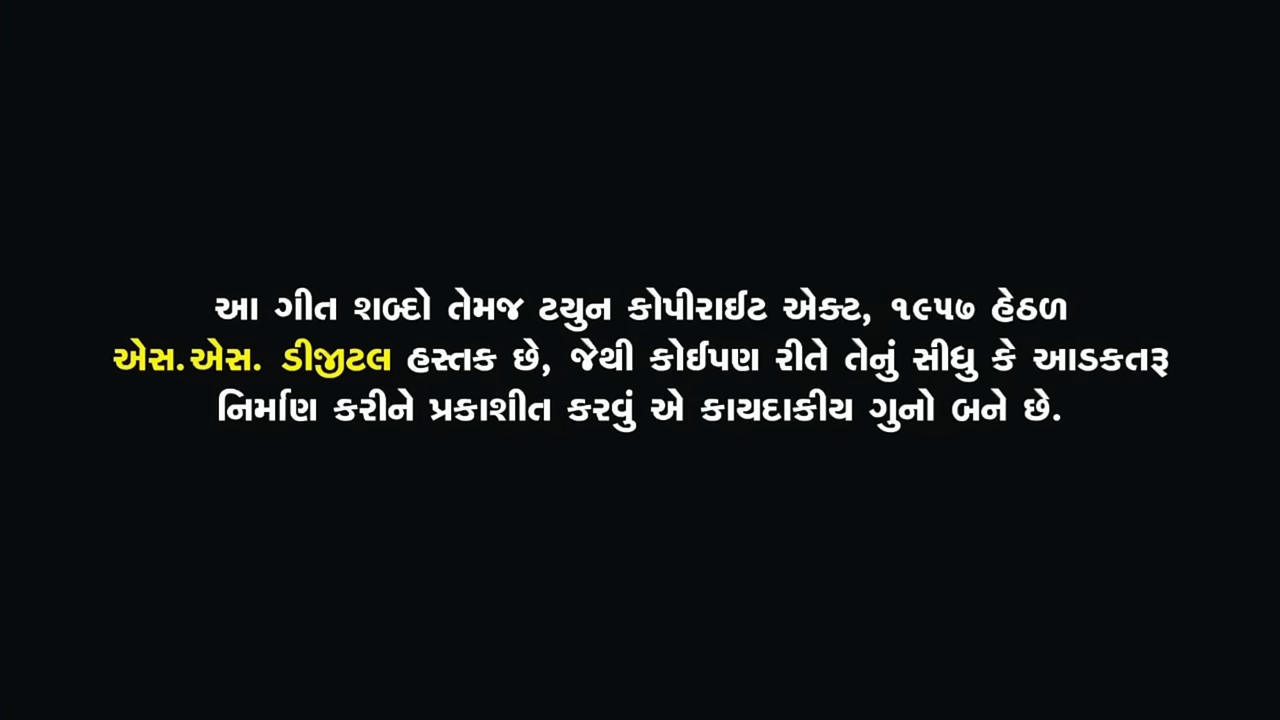 આ ગીત શબ્દો તેમજ ટયુન કોપીરાઈટ એક્ટ, ૧૯૫૭ હેઠળ
એસ.એસ. ડીજીટલ હસ્તક છે, જેથી કોઈપણ રીતે તેનું સીધુ કે આડકતરૂ
નિર્માણ કરીને પ્રકાશીત કરવું એ કાયદાકીય ગુનો બને છે.